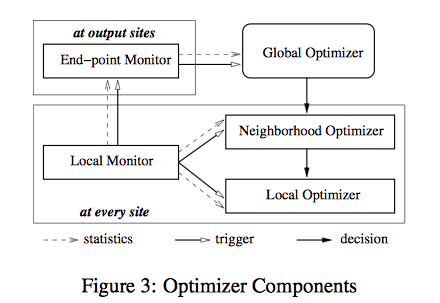 at output sites
End-point Monitor
Global Optimizer
Neighborhood Optimizer
Local Monitor
Local Optimizer
at every site
statistics
trigger
decision
Figure 3: Optimizer Components